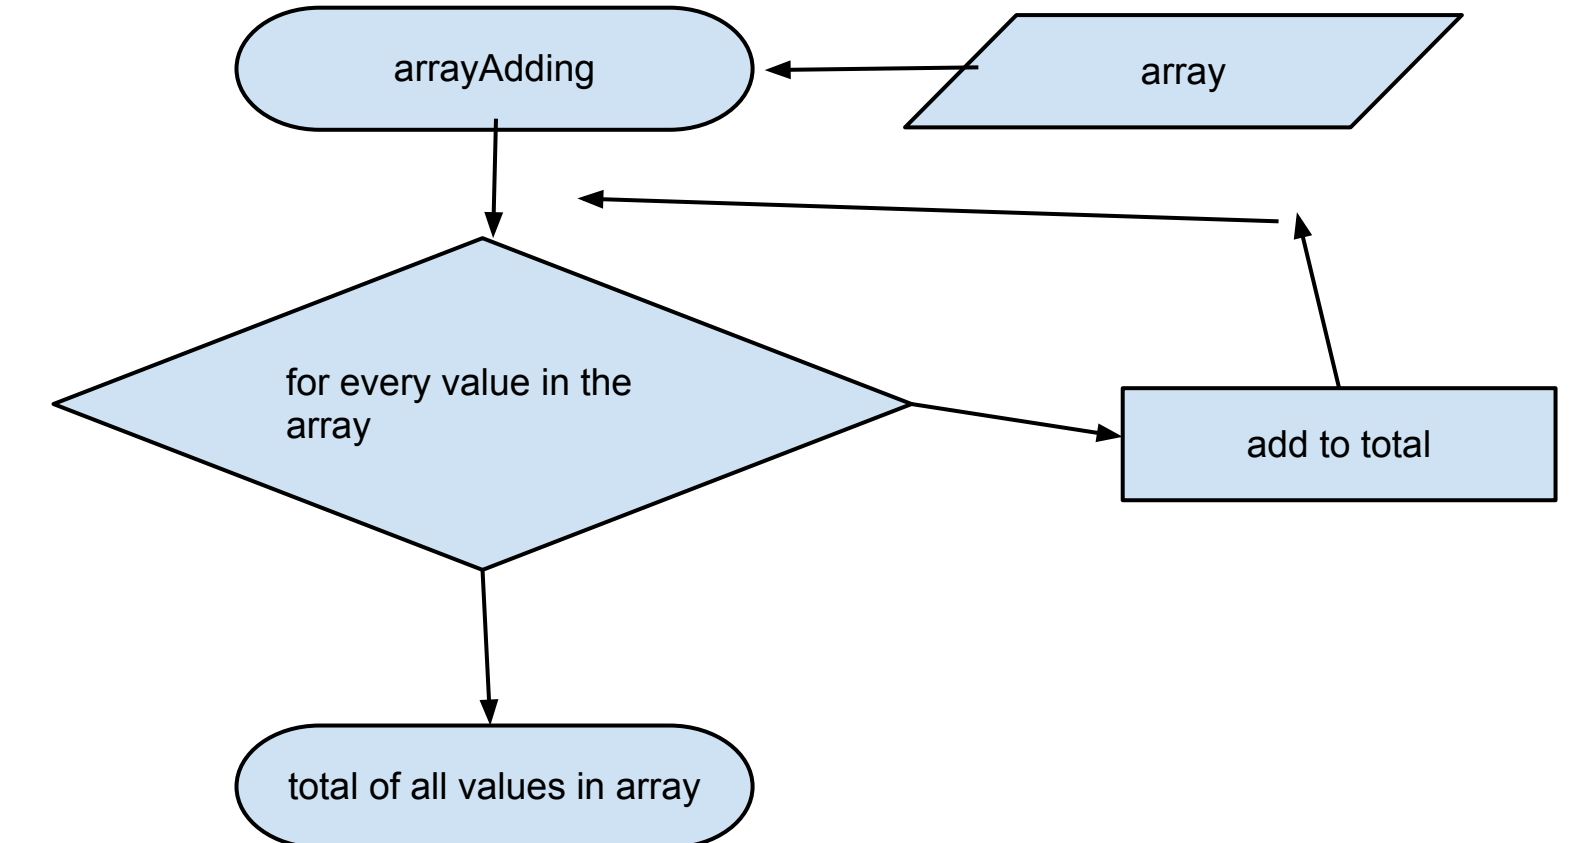 arrayAdding
array
for every value in the
array
add to total
total of all values in array